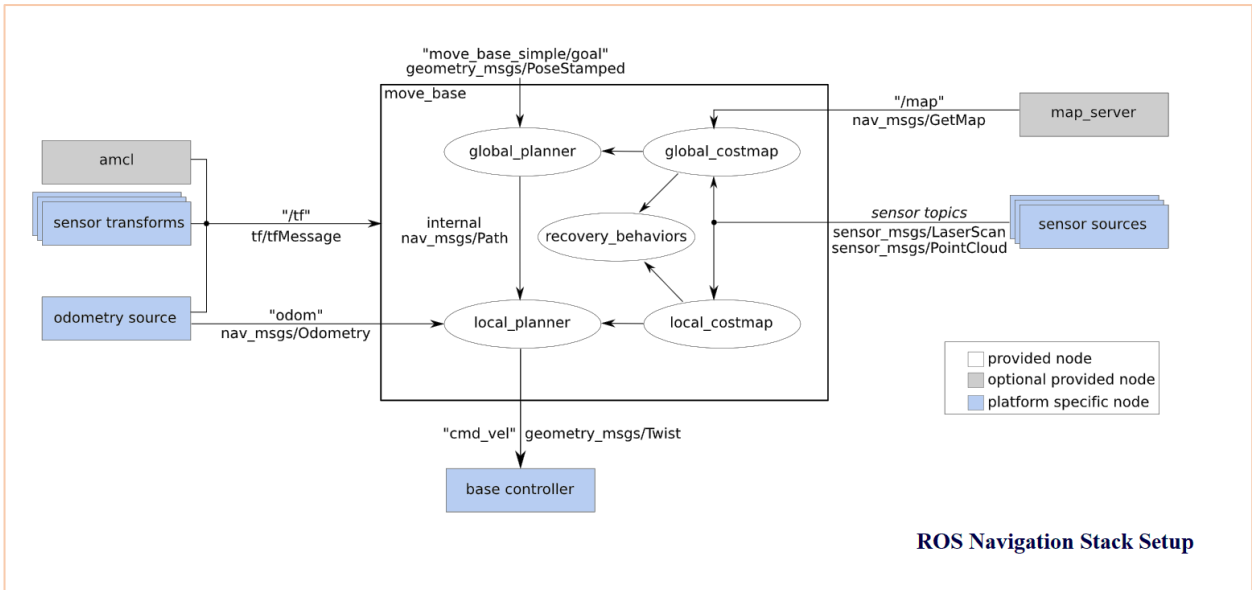 "move_base_simple/goal"
geometry_msgs/PoseStamped
move_base
"/map"
nav_msgs/GetMap
map_server
amcl
global_planner
global_costmap
sensor transforms
"/tf"
tf/tfMessage
internal
nav_msgs/Path
recovery_behaviors
sensor topics
sensor_msgs/LaserScan
sensor_msgs/PointCloud
sensor sources
odometry source
"odom"
nav_msgs/Odometry
local_planner
local_costmap
provided node
optional provided node
platform specific node
"cmd_vel" geometry_msgs/Twist
base controller
ROS Navigation Stack Setup